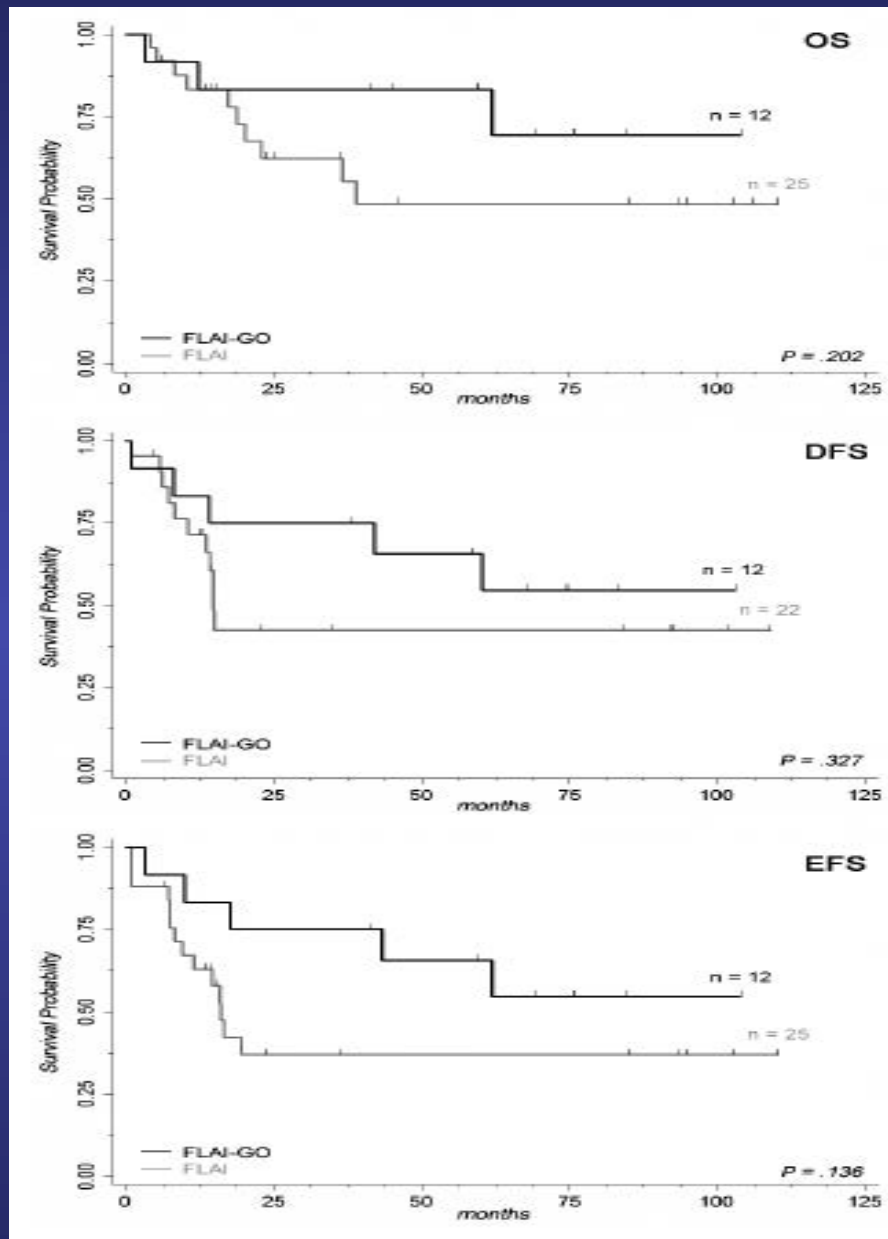 OS
1.00
0.75
0.50
0.25
0.00
Survival Probability
n = 12
n = 25
FLAI-GO
FLAI
P = .202
0 25 50 75 100 125
months
DFS
1.00
0.75
0.50
0.25
0.00
Survival Probability
n = 12
n = 22
FLAI-GO
FLAI
P = .327
0 25 50 75 100 125
months
EFS
1.00
0.75
0.50
0.25
0.00
Survival Probability
n = 12
n = 25
FLAI-GO
FLAI
P = .136
0 25 50 75 100 125
months